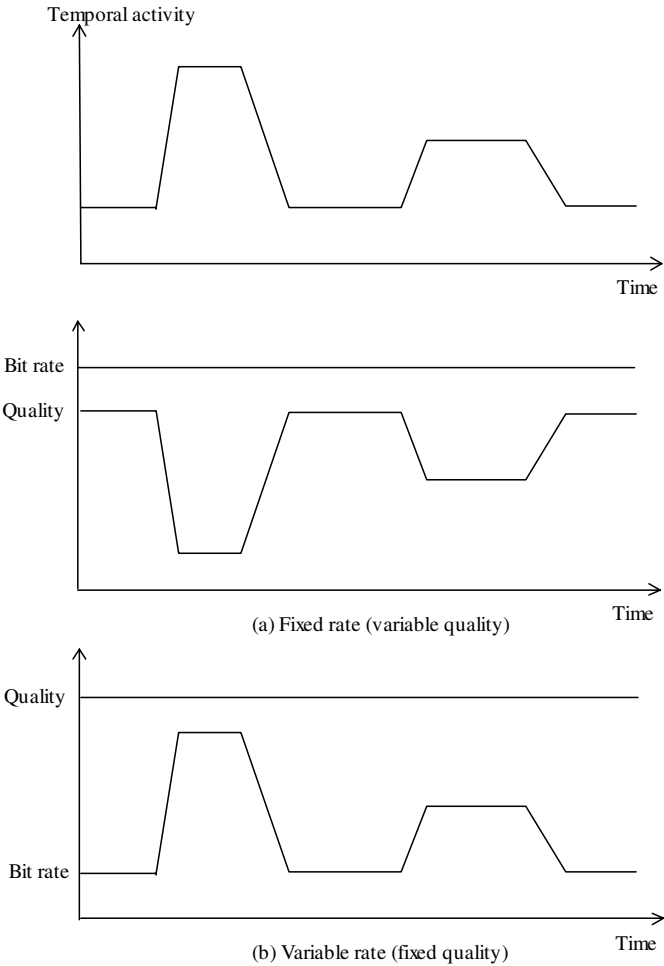 Temporal activity
Time
Bit rate
Quality
Time
(a) Fixed rate (variable quality)
Quality
Bit rate
Time
(b) Variable rate (fixed quality)